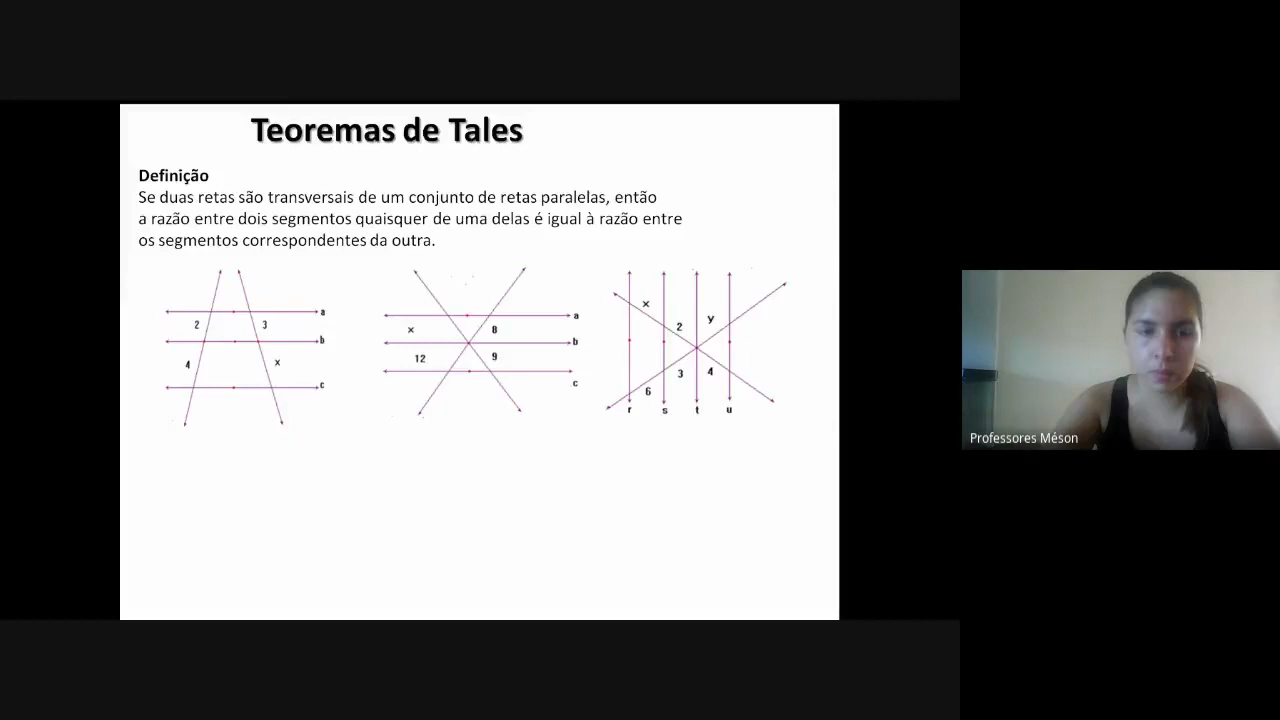 Teoremas de Tales
Definição
Se duas retas são transversais de um conjunto de retas paralelas, então
a razão entre dois segmentos quaisquer de uma delas é igual à razão entre
os segmentos correspondentes da outra.
2 3 a
b
4 x
c
a
x 8
b
12 9
c
x
2 y
3 4
6
r s t u
Professores Méson